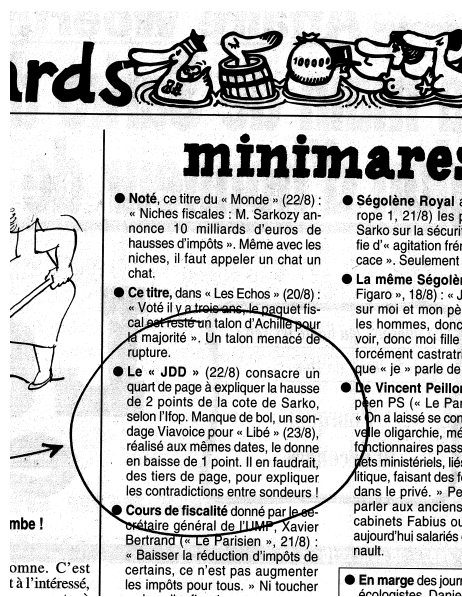 ards
1000
minimares
● Noté, ce titre du « Monde » (22/8) :
« Niches fiscales : M. Sarkozy an-
nonce 10 milliards d'euros de
hausses d'impôts ». Même avec les
niches, il faut appeler un chat un
chat.
● Ce titre, dans « Les Echos » (20/8) :
« Voté il y a trois ans, le paquet fis-
cal est resté un talon d'Achille pour
la majorité ». Un talon menacé de
rupture.
● Le « JDD » (22/8) consacre un
quart de page à expliquer la hausse
de 2 points de la cote de Sarko,
selon l'Ifop. Manque de bol, un son-
dage Viavoice pour « Libé » (23/8),
réalisé aux mêmes dates, le donne
en baisse de 1 point. Il en faudrait,
des tiers de page, pour expliquer
les contradictions entre sondeurs !
● Cours de fiscalité donné par le se-
crétaire général de l'UMP, Xavier
Bertrand (« Le Parisien », 21/8) :
« Baisser la réduction d'impôts de
certains, ce n'est pas augmenter
les impôts pour tous. » Ni toucher
● Ségolène Royal a
rope 1, 21/8) les p
Sarko sur la sécurit
fie d'« agitation fré
cace ». Seulement
● La même Ségolè
Figaro », 18/8) : « J
sur moi et mon pè
les hommes, donc
voir, donc moi fille
forcément castratri
que « je » parle de
● De Vincent Peillon
péen PS (« Le Par
« On a laissé se con
velle oligarchie, mé
fonctionnaires pass
nets ministériels, lié
litique, faisant des f
dans le privé. » Pe
parler aux anciens
cabinets Fabius ou
aujourd'hui salariés
nault.
● En marge des journ
écologistes, Danie
mbe !
omne. C'est
t à l'intéressé,